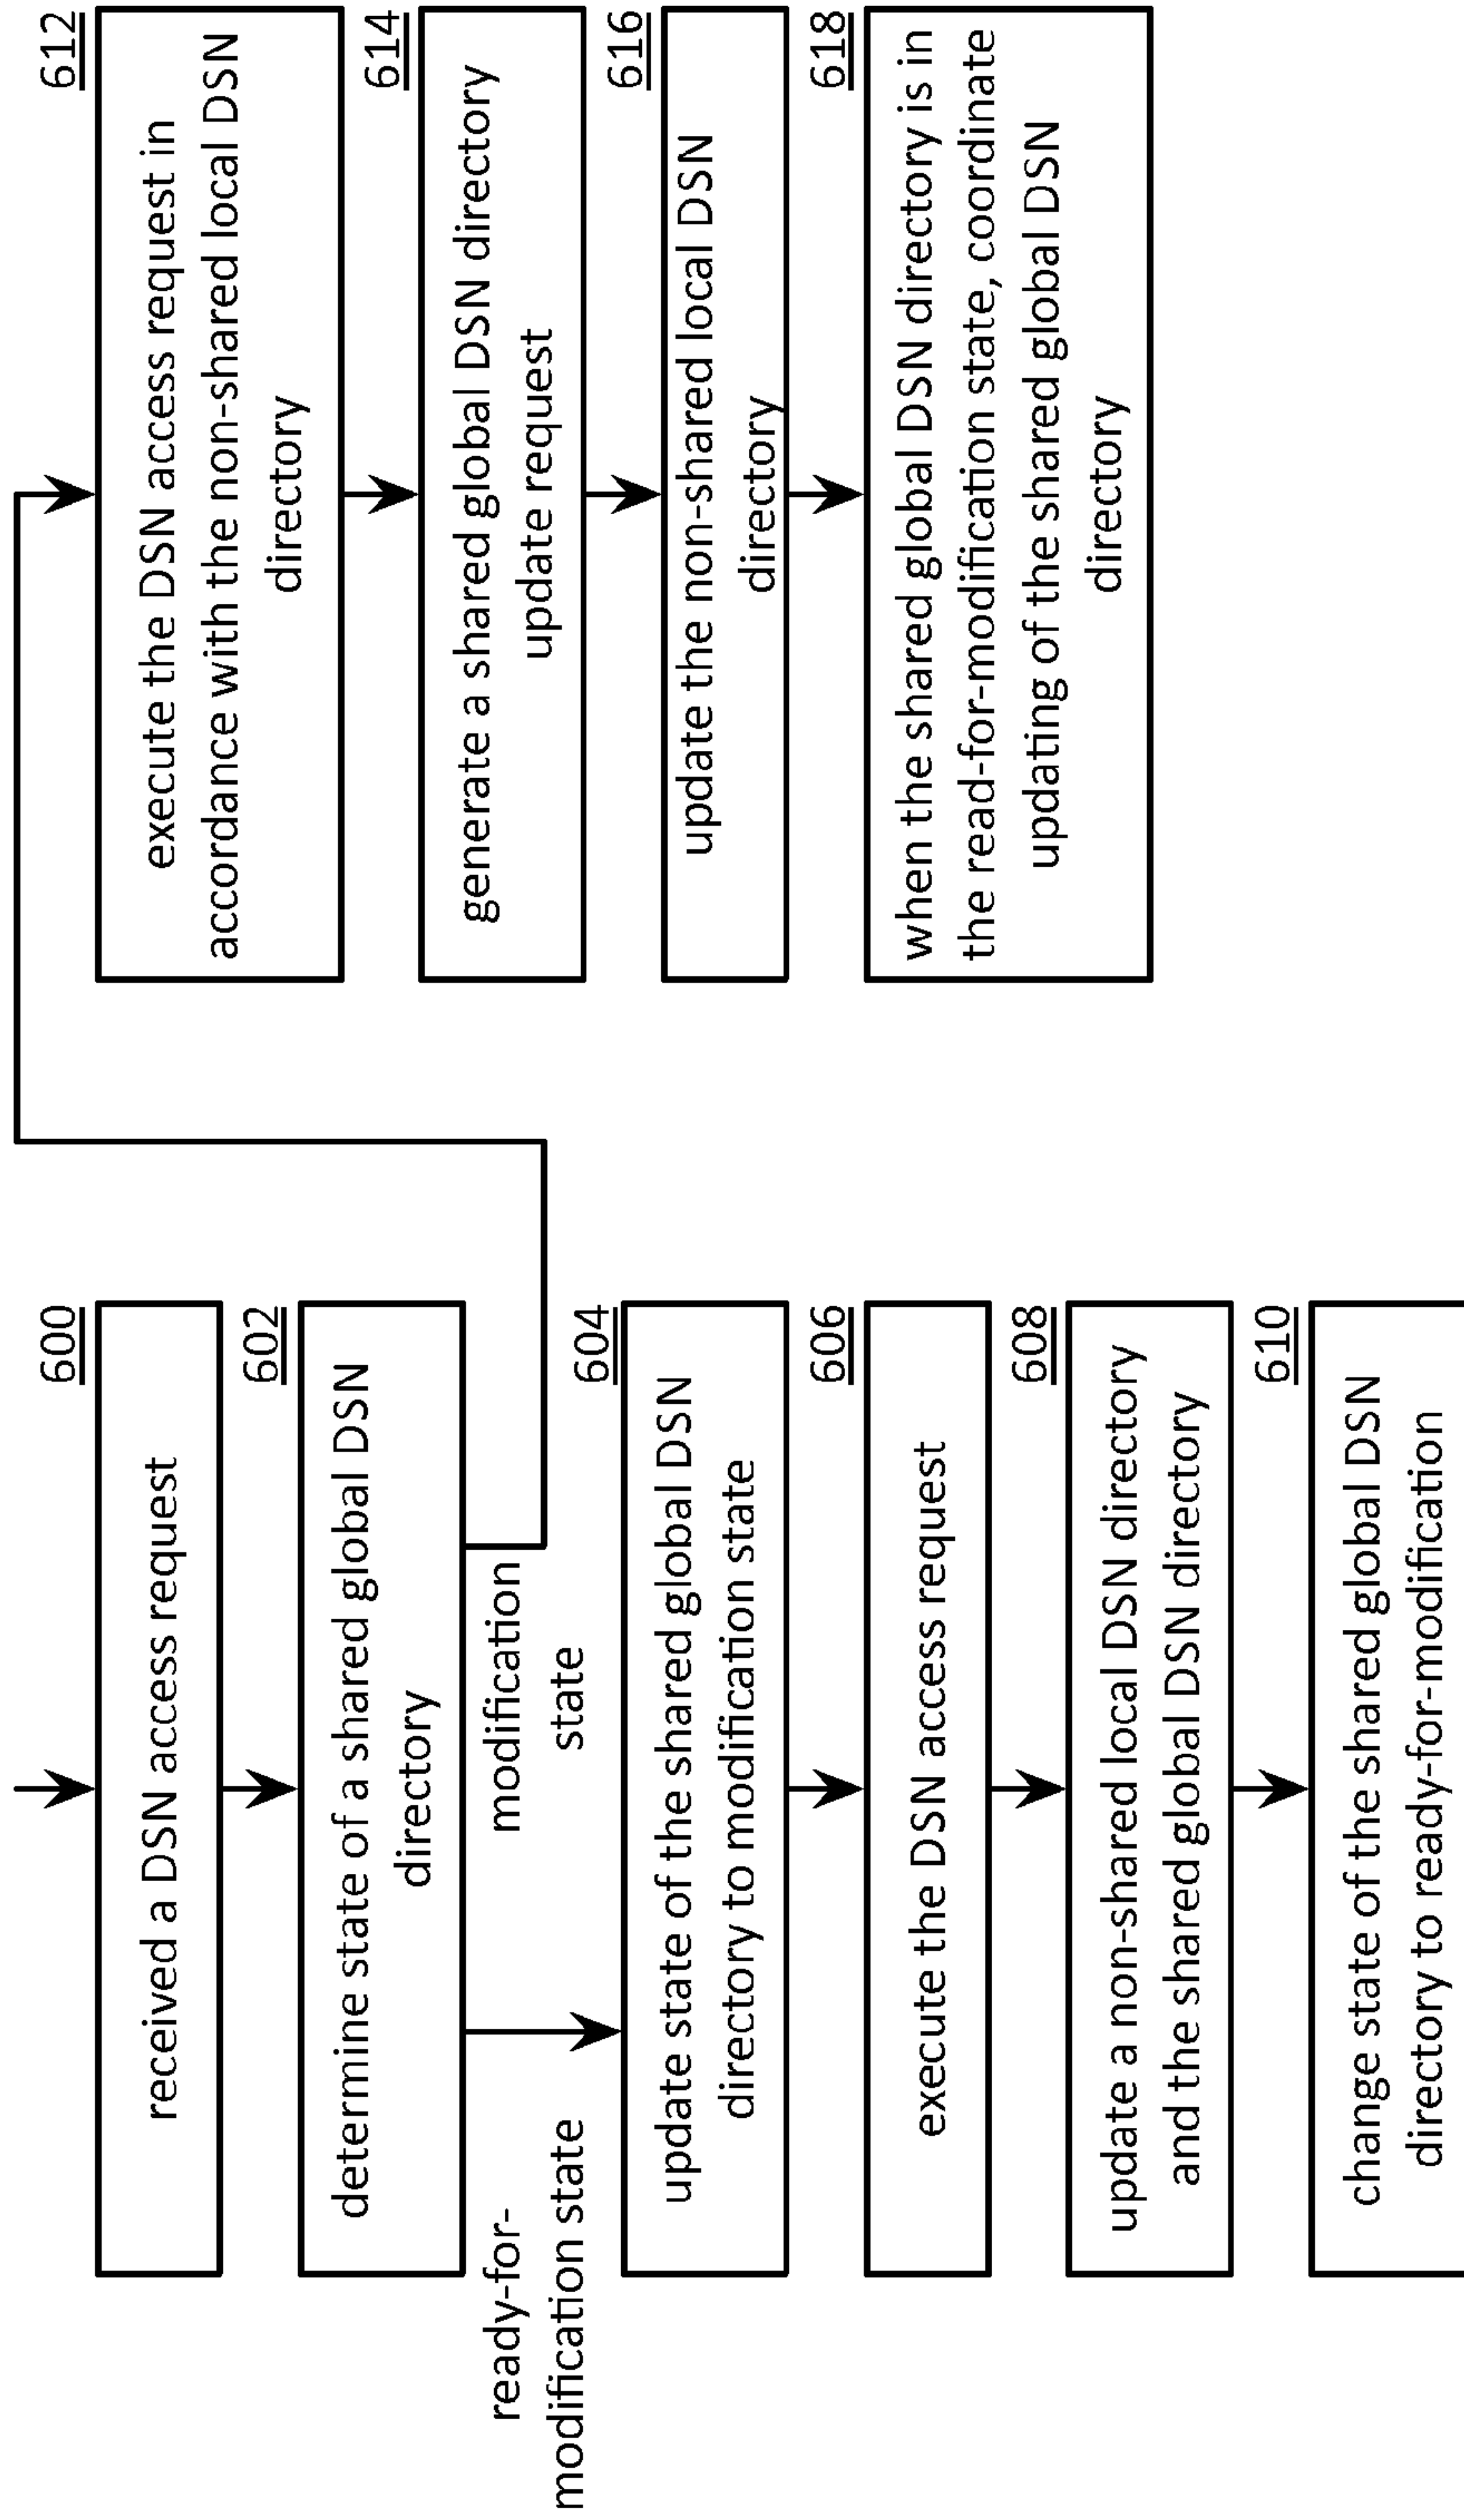 600
received a DSN access request
602
determine state of a shared global DSN
directory
ready-for-
modification state
modification
state
604
update state of the shared global DSN
directory to modification state
606
execute the DSN access request
608
update a non-shared local DSN directory
and the shared global DSN directory
610
change state of the shared global DSN
directory to ready-for-modification
612
execute the DSN access request in
accordance with the non-shared local DSN
directory
614
generate a shared global DSN directory
update request
616
update the non-shared local DSN
directory
618
when the shared global DSN directory is in
the read-for-modification state, coordinate
updating of the shared global DSN
directory